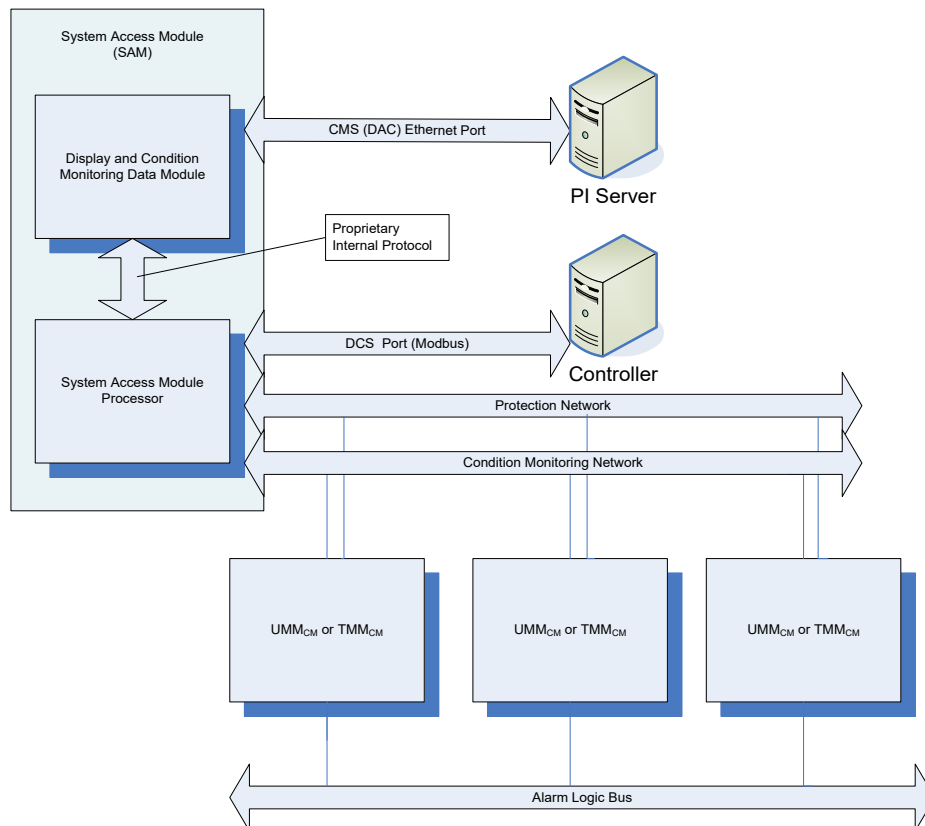 System Access Module
(SAM)
Display and Condition
Monitoring Data Module
CMS (DAC) Ethernet Port
PI Server
Proprietary
Internal Protocol
System Access Module
Processor
DCS Port (Modbus)
Controller
Protection Network
Condition Monitoring Network
UMMCM or TMMCM
UMMCM or TMMCM
UMMCM or TMMCM
Alarm Logic Bus